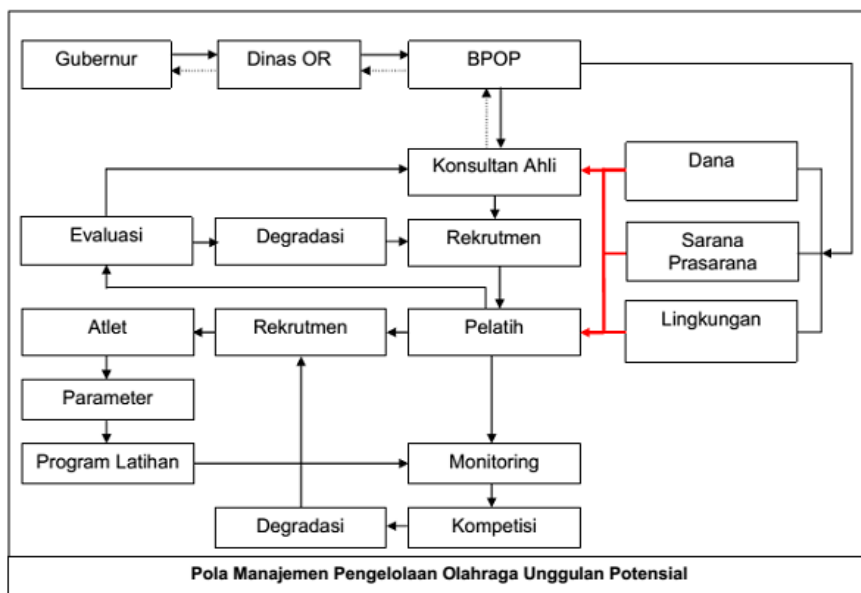 Gubernur
Dinas OR
BPOP
Konsultan Ahli
Dana
Evaluasi
Degradasi
Rekrutmen
Sarana
Prasarana
Atlet
Rekrutmen
Pelatih
Lingkungan
Parameter
Program Latihan
Monitoring
Degradasi
Kompetisi
Pola Manajemen Pengelolaan Olahraga Unggulan Potensial